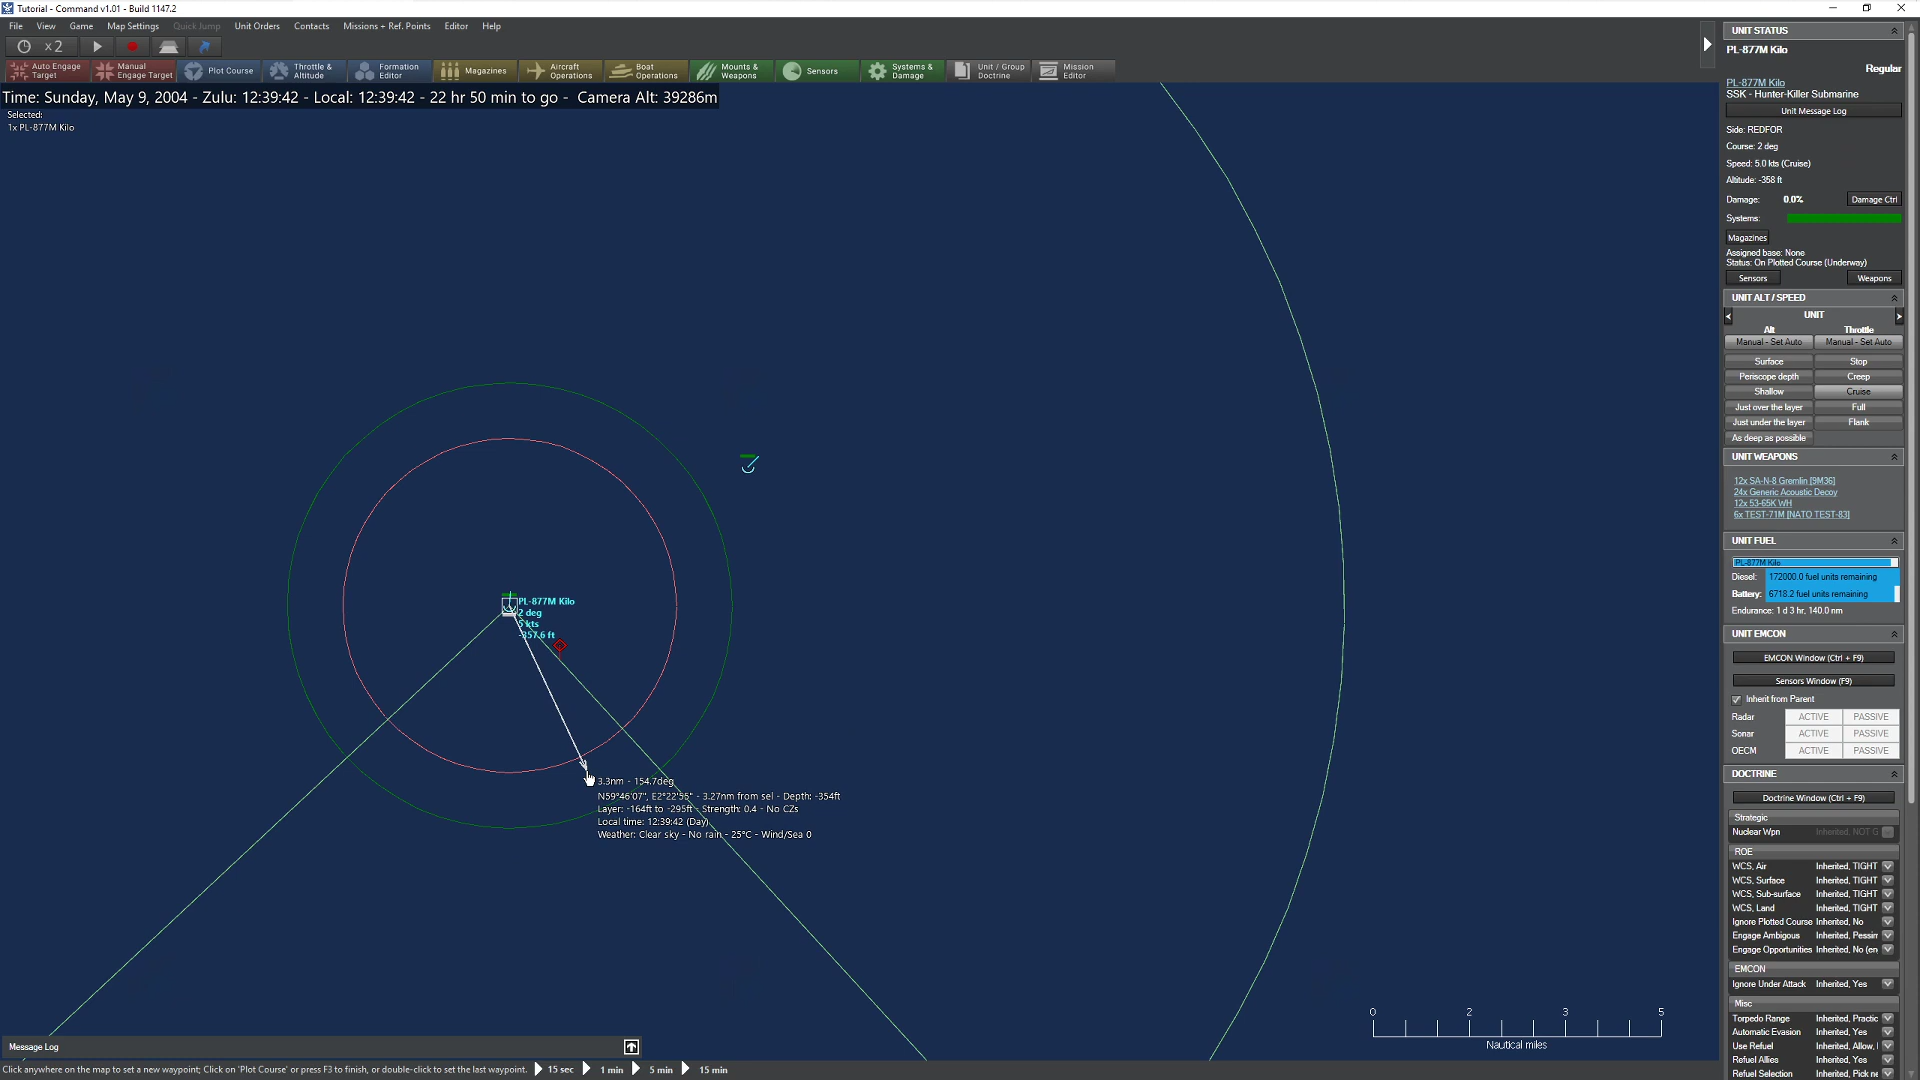 Tutorial - Command v1.01 - Build 1147.2
File View Game Map Settings Quick Jump Unit Orders Contacts Missions + Ref. Points Editor Help
x2
Auto Engage Target
Manual Engage Target
Plot Course
Throttle & Altitude
Formation Editor
Magazines
Aircraft Operations
Boat Operations
Mounts & Weapons
Sensors
Systems & Damage
Unit / Group Doctrine
Mission Editor
Time: Sunday, May 9, 2004 - Zulu: 12:39:42 - Local: 12:39:42 - 22 hr 50 min to go - Camera Alt: 39286m
Selected:
1x PL-877M Kilo
PL-877M Kilo
2 deg
5 kts
-357.6 ft
3.3nm - 154.7deg
N59°46'07", E2°22'55" - 3.27nm from sel - Depth: -354ft
Layer: -164ft to -295ft - Strength: 0.4 - No CZs
Local time: 12:39:42 (Day)
Weather: Clear sky - No rain - 25°C - Wind/Sea 0
0 2 3 5
Nautical miles
Message Log
Click anywhere on the map to set a new waypoint; Click on 'Plot Course' or press F3 to finish, or double-click to set the last waypoint.
15 sec 1 min 5 min 15 min
UNIT STATUS
PL-877M Kilo
Regular
PL-877M Kilo
SSK - Hunter-Killer Submarine
Unit Message Log
Side: REDFOR
Course: 2 deg
Speed: 5.0 kts (Cruise)
Altitude: -358 ft
Damage: 0.0% Damage Ctrl
Systems:
Magazines
Assigned base: None
Status: On Plotted Course (Underway)
Sensors Weapons
UNIT ALT / SPEED
UNIT
Alt Throttle
Manual - Set Auto Manual - Set Auto
Surface Stop
Periscope depth Creep
Shallow Cruise
Just over the layer Full
Just under the layer Flank
As deep as possible
UNIT WEAPONS
12x SA-N-8 Gremlin [9M36]
24x Generic Acoustic Decoy
12x 53-65K WH
6x TEST-71M [NATO TEST-83]
UNIT FUEL
PL-877M Kilo
Diesel: 172000.0 fuel units remaining
Battery: 6718.2 fuel units remaining
Endurance: 1 d 3 hr, 140.0 nm
UNIT EMCON
EMCON Window (Ctrl + F9)
Sensors Window (F9)
Inherit from Parent
Radar ACTIVE PASSIVE
Sonar ACTIVE PASSIVE
OECM ACTIVE PASSIVE
DOCTRINE
Doctrine Window (Ctrl + F9)
Strategic
Nuclear Wpn Inherited, NOT G
ROE
WCS, Air Inherited, TIGHT
WCS, Surface Inherited, TIGHT
WCS, Sub-surface Inherited, TIGHT
WCS, Land Inherited, TIGHT
Ignore Plotted Course Inherited, No
Engage Ambigous Inherited, Pessin
Engage Opportunities Inherited, No (en
EMCON
Ignore Under Attack Inherited, Yes
Misc
Torpedo Range Inherited, Practic
Automatic Evasion Inherited, Yes
Use Refuel Inherited, Allow,
Refuel Allies Inherited, Yes
Refuel Selection Inherited, Pick ne